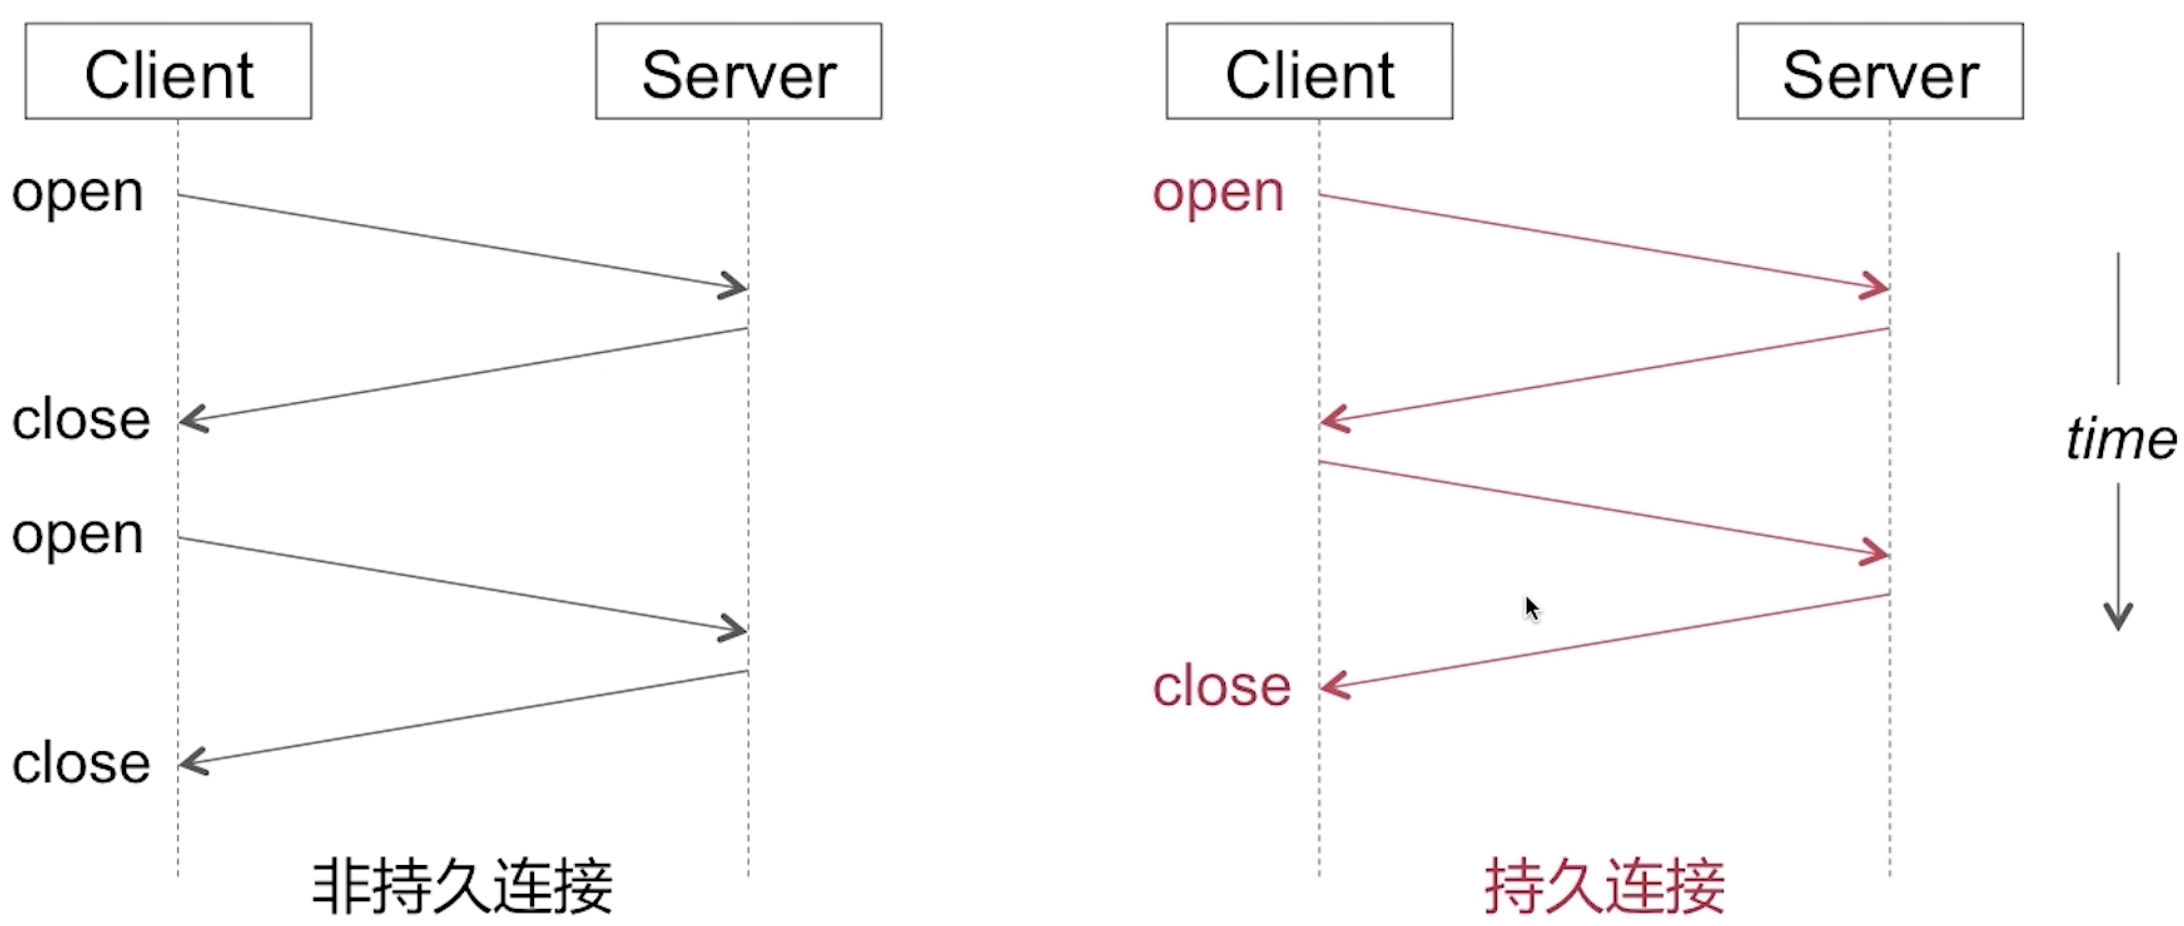 Client
Server
open
close
open
close
非持久连接
Client
Server
open
close
持久连接
time